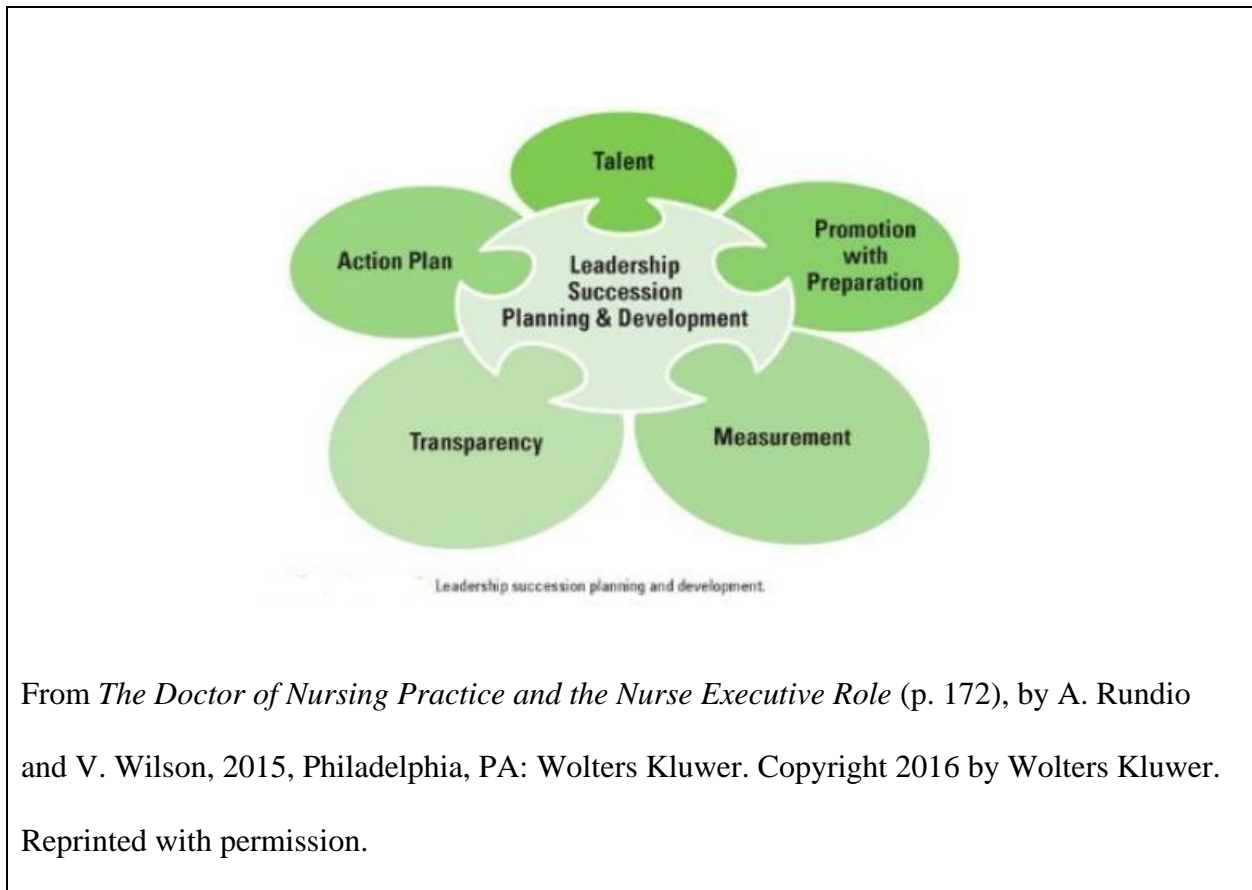 Talent
Action Plan
Promotion
with
Preparation
Leadership
Succession
Planning & Development
Transparency
Measurement
Leadership succession planning and development.
From The Doctor of Nursing Practice and the Nurse Executive Role (p. 172), by A. Rundio
and V. Wilson, 2015, Philadelphia, PA: Wolters Kluwer. Copyright 2016 by Wolters Kluwer.
Reprinted with permission.